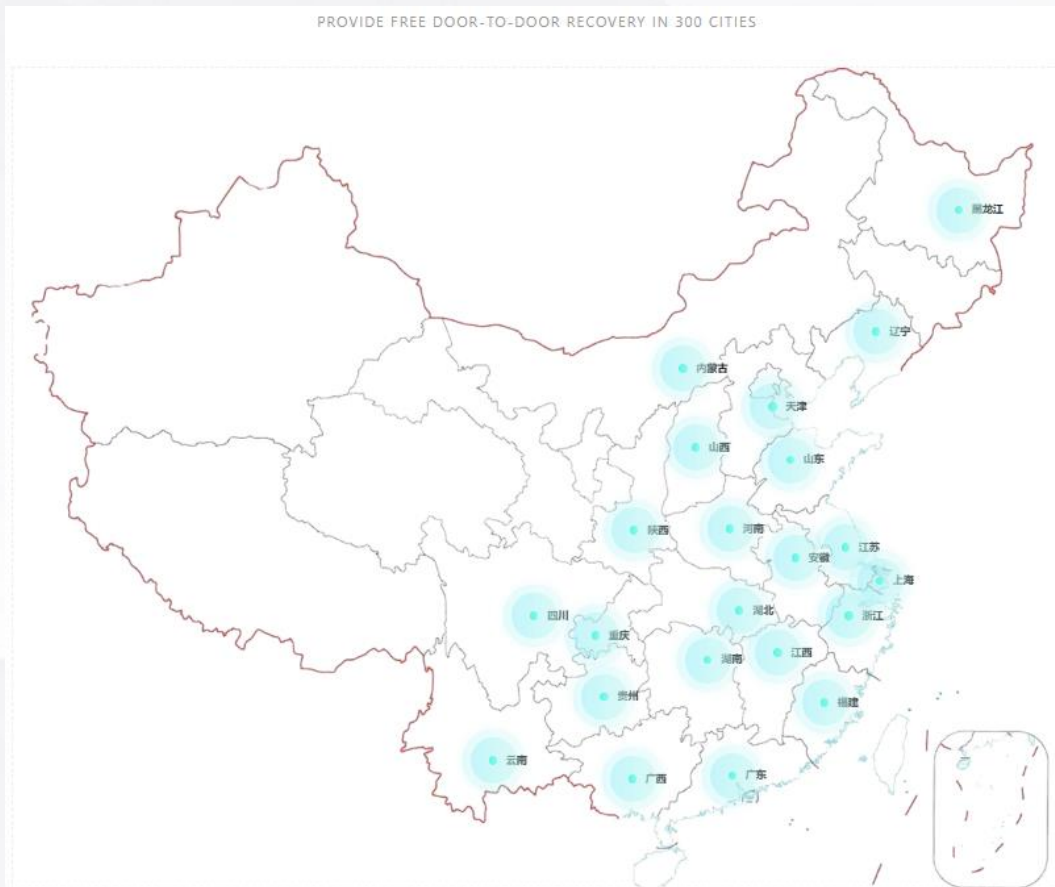 PROVIDE FREE DOOR-TO-DOOR RECOVERY IN 300 CITIES
黑龙江
辽宁
内蒙古
天津
山西
山东
陕西
河南
江苏
安徽
上海
四川
湖北
浙江
重庆
江西
湖南
贵州
福建
云南
广东
广西